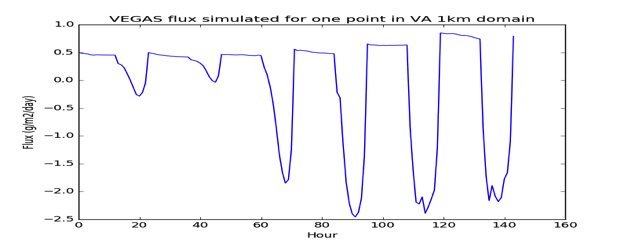 VEGAS flux simulated for one point in VA 1km domain
1.0
0.5
0.0
−0.5
−1.0
−1.5
−2.0
−2.5
Flux (g/m2/day)
0 20 40 60 80 100 120 140 160
Hour